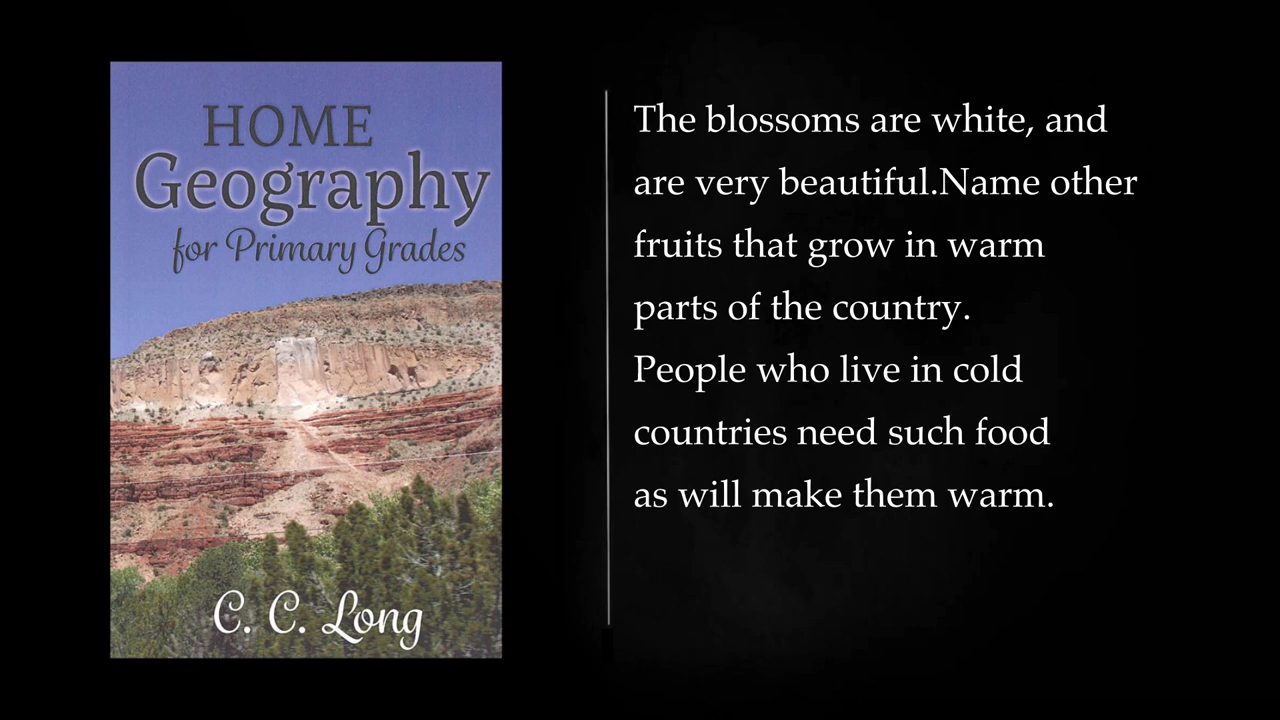 HOME
Geography
for Primary Grades
C. C. Long
The blossoms are white, and
are very beautiful.Name other
fruits that grow in warm
parts of the country.
People who live in cold
countries need such food
as will make them warm.